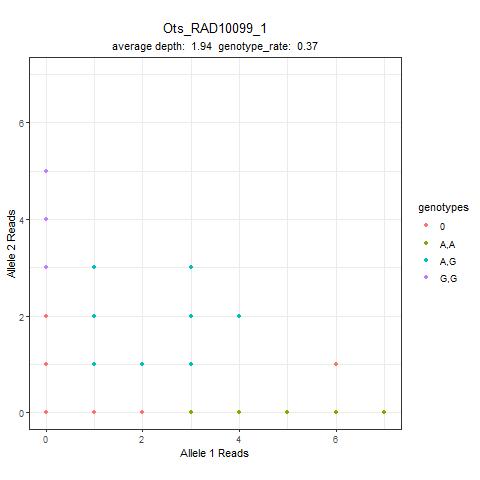 Ots_RAD10099_1
average depth: 1.94 genotype_rate: 0.37
6
4
2
0
Allele 2 Reads
0 2 4 6
Allele 1 Reads
genotypes
0
A,A
A,G
G,G